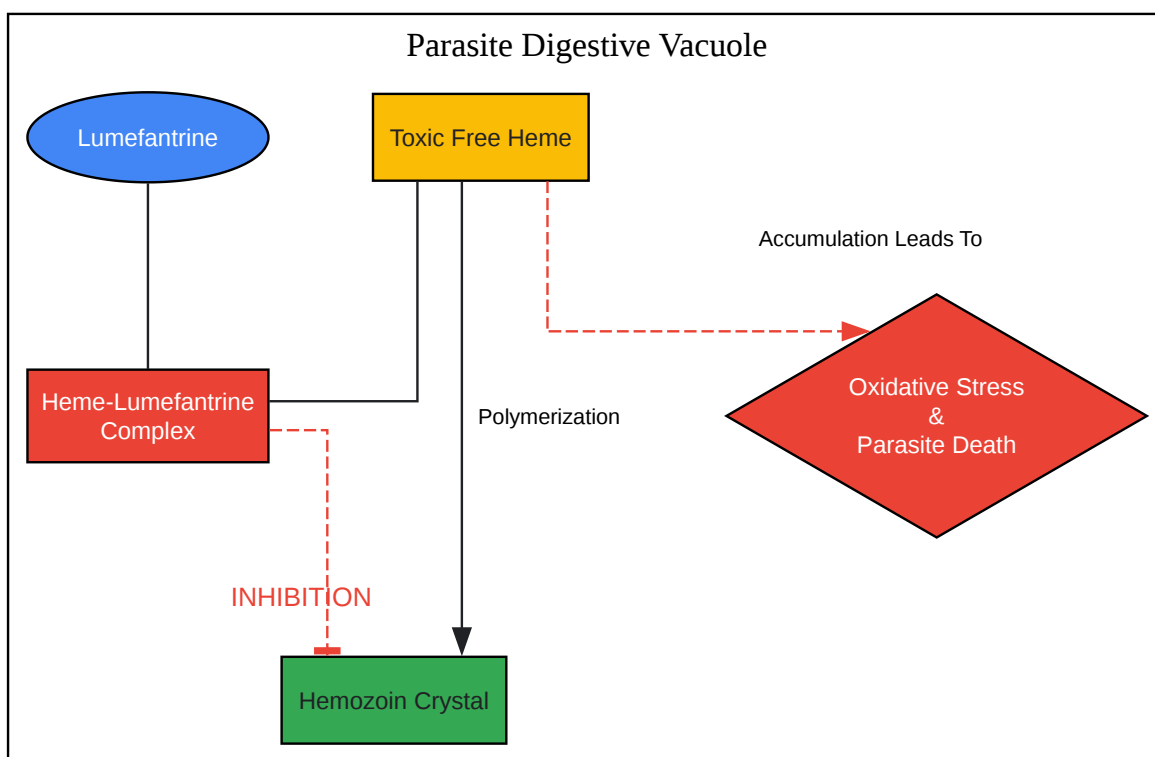 Parasite Digestive Vacuole
Lumefantrine
Toxic Free Heme
Accumulation Leads To
Heme-Lumefantrine
Complex
Polymerization
Oxidative Stress
&
Parasite Death
INHIBITION
Hemozoin Crystal